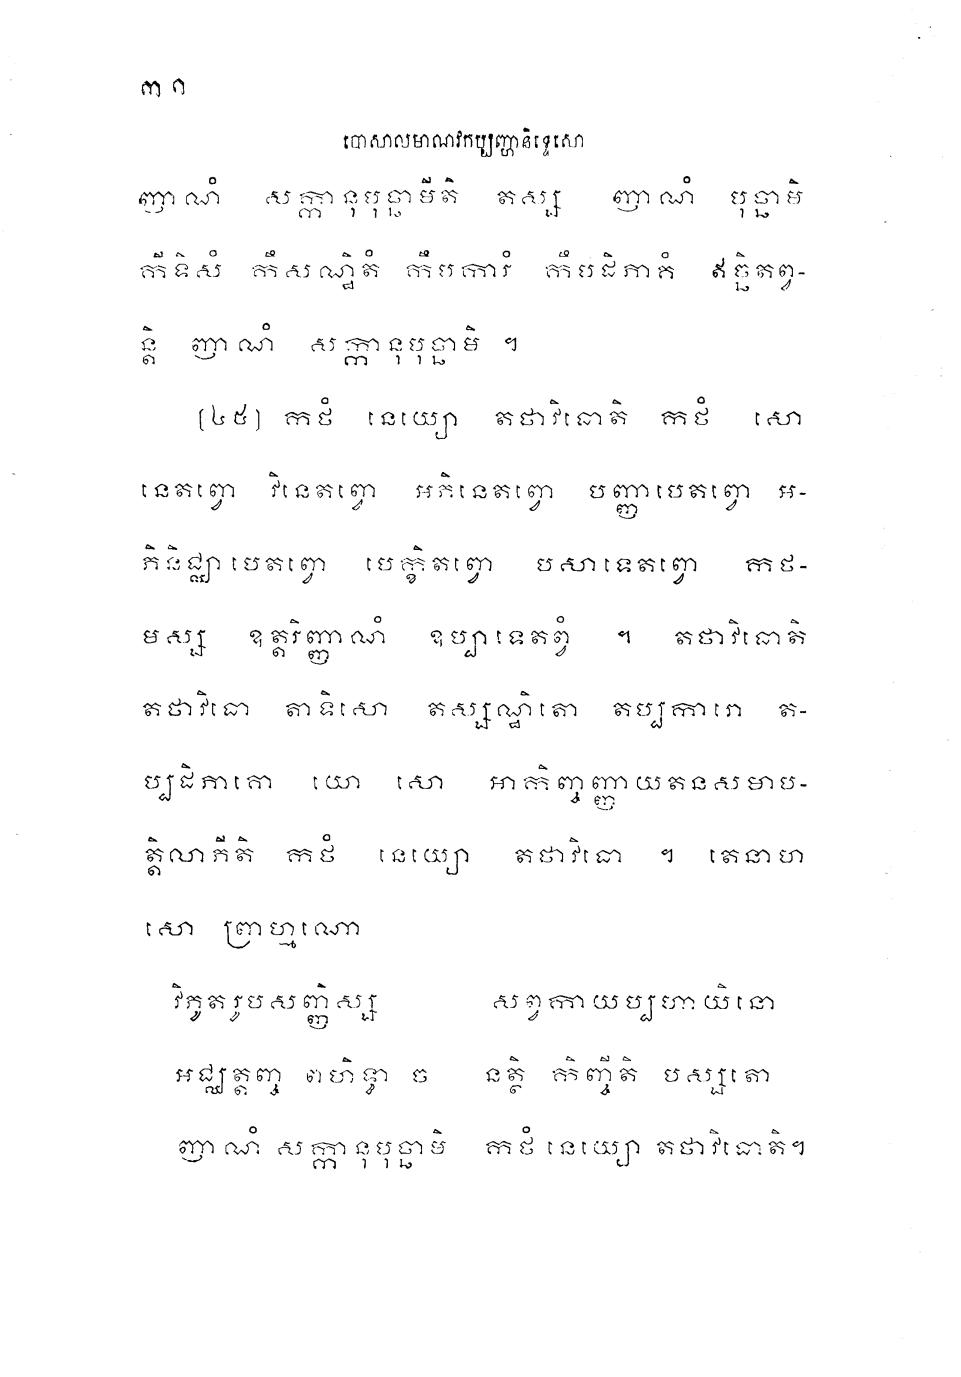 ៣១
បោសាលមាណវកប្បញ្ហានិទ្ទេសោ
ញាណំ សក្កានុបុច្ឆាមីតិ តស្ស ញាណំ បុច្ឆាមិ
កីទិសំ កឹសណ្ឋិតំ កឹបការំ កឹបដិភាគំ ឥច្ឆិតព្វ-
ន្តិ ញាណំ សក្កានុបុច្ឆាមិ ។
(៤៥) កថំ នេយ្យោ តថាវិធោតិ កថំ សោ
នេតព្វោ វិនេតព្វោ អភិនេតព្វោ បញ្ញាបេតព្វោ អ-
ភិនិជ្ឈាបេតព្វោ បេក្ខិតព្វោ បសាទេតព្វោ កថ-
មស្ស ឧត្តរិញ្ញាណំ ឧប្បាទេតព្វំ ។ តថាវិធោតិ
តថាវិធោ តាទិសោ តស្សណ្ឋិតោ តប្បការោ ត-
ប្បដិភាគោ យោ សោ អាកិញ្ចញ្ញាយតនសមាប-
ត្តិលាភីតិ កថំ នេយ្យោ តថាវិធោ ។ តេនាហ
សោ ព្រាហ្មណោ
វិភូតរូបសញ្ញិស្ស សព្វកាយប្បហាយិនោ
អជ្ឈត្តញ្ច ពហិទ្ធា ច នត្ថិ កិញ្ចីតិ បស្សតោ
ញាណំ សក្កានុបុច្ឆាមិ កថំ នេយ្យោ តថាវិធោតិ។